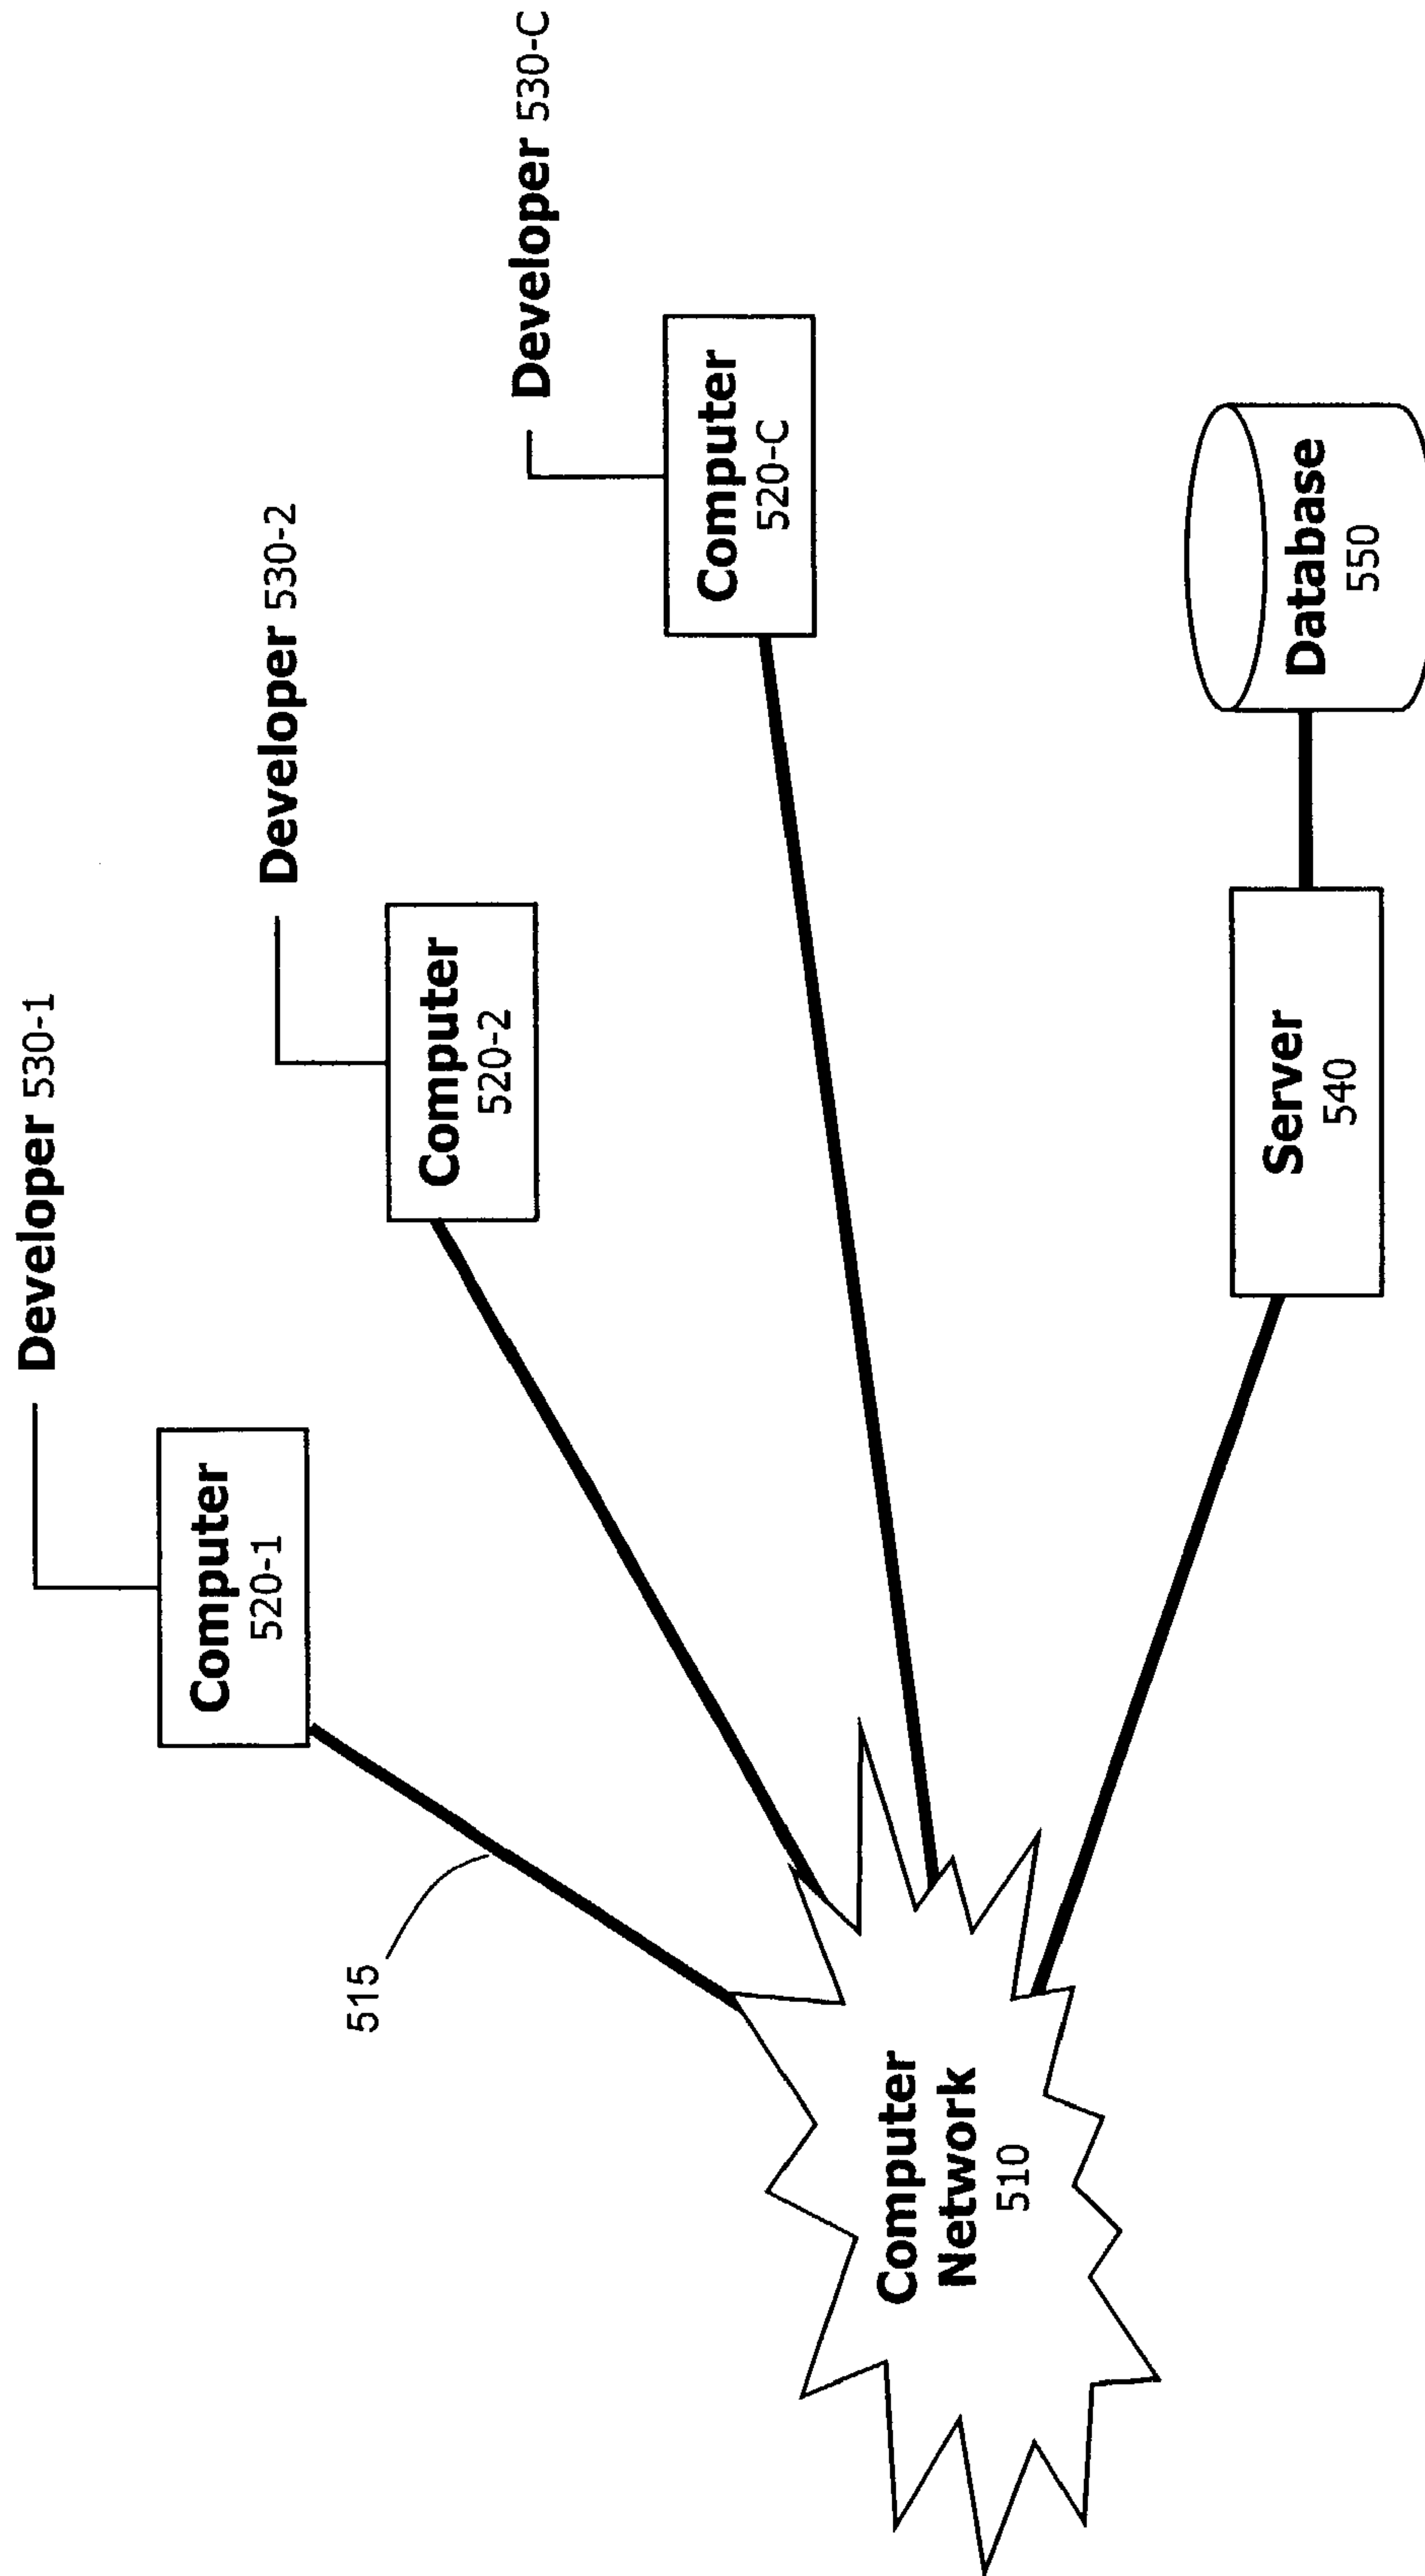 Developer 530-1
Computer
520-1
515
Developer 530-2
Computer
520-2
Developer 530-C
Computer
520-C
Computer
Network
510
Server
540
Database
550